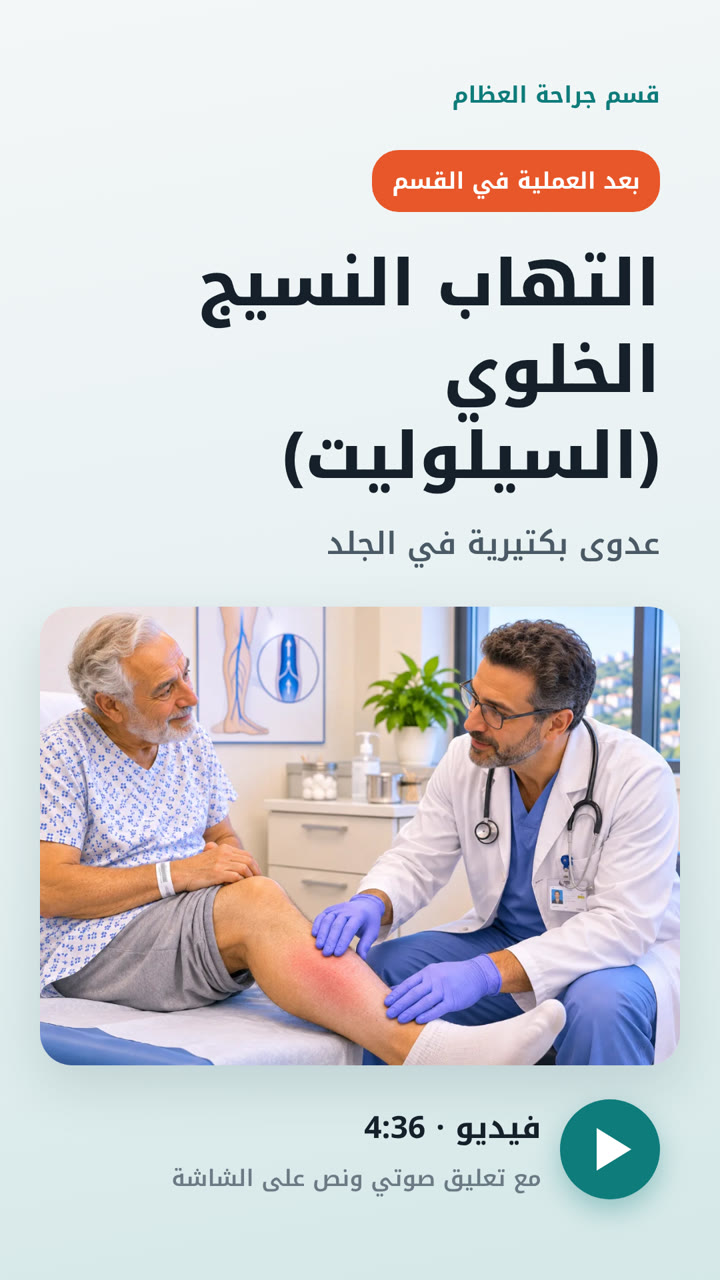 قسم جراحة العظام
بعد العملية في القسم
التهاب النسيج
الخلوي
(السيلوليت)
عدوى بكتيرية في الجلد
فيديو · 4:36
مع تعليق صوتي ونص على الشاشة